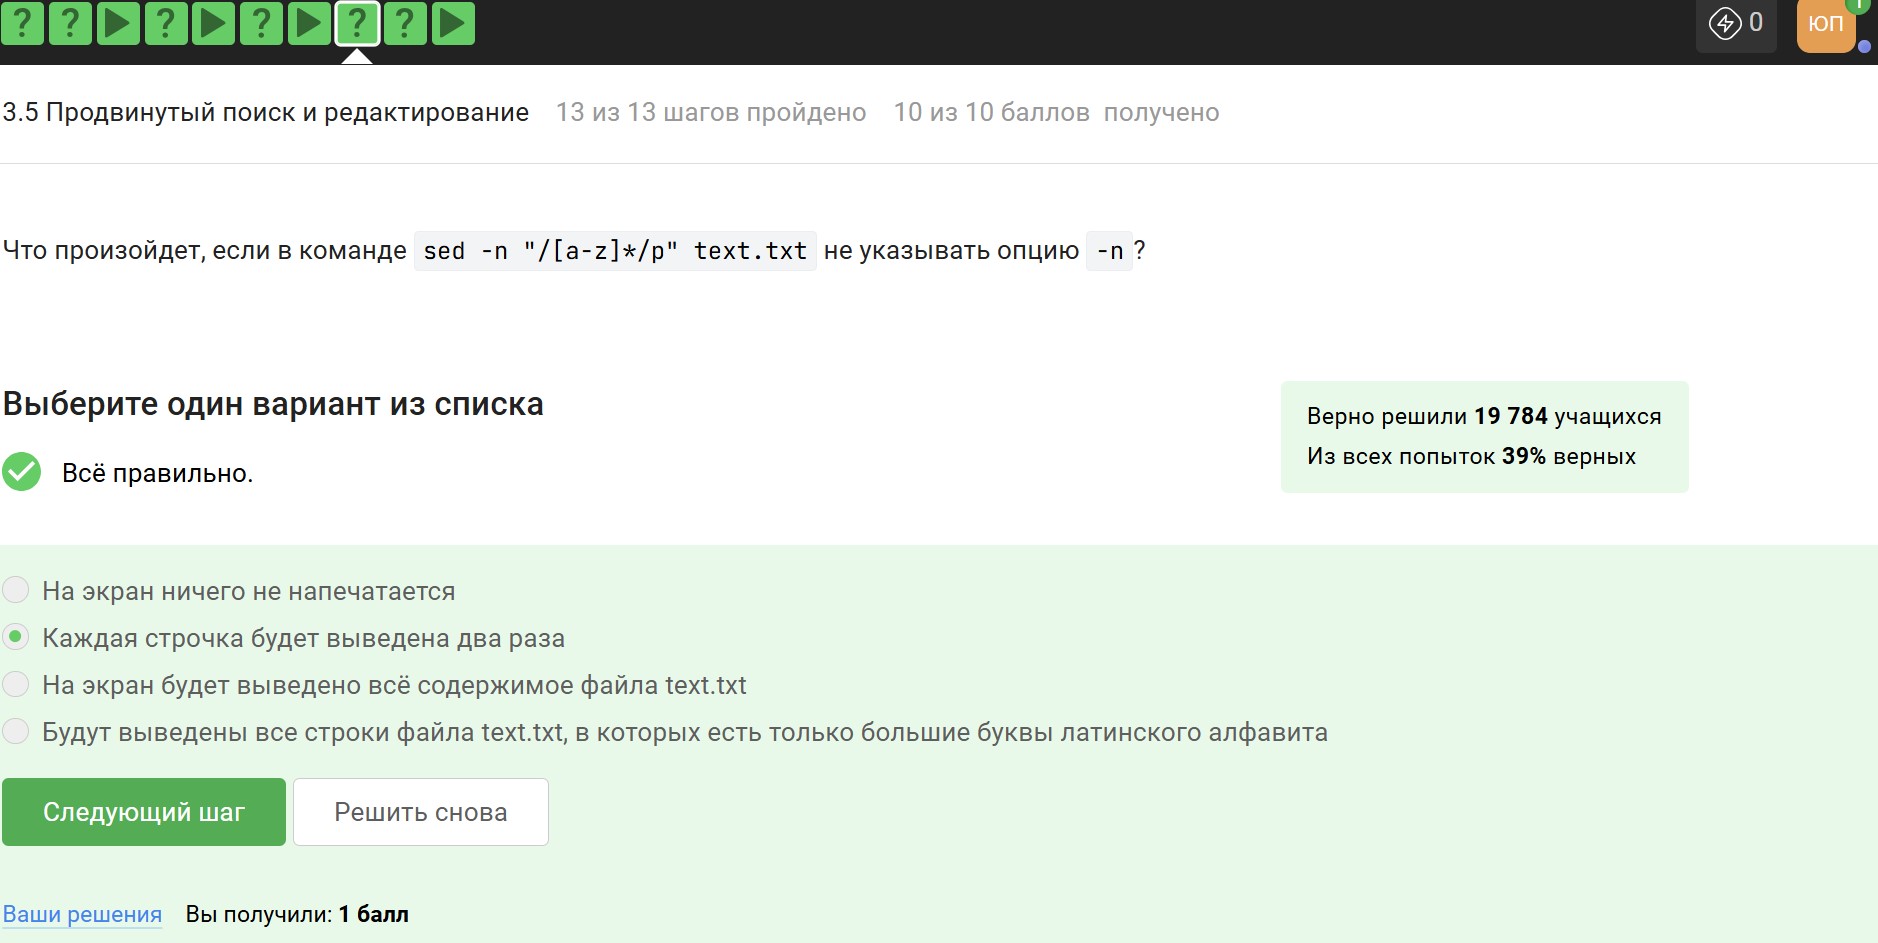 ? ? ? ? ? ?
0
ЮП
3.5 Продвинутый поиск и редактирование 13 из 13 шагов пройдено 10 из 10 баллов получено
Что произойдет, если в команде sed -n "/[a-z]*/p" text.txt не указывать опцию -n?
Выберите один вариант из списка
Верно решили 19 784 учащихся
Из всех попыток 39% верных
Всё правильно.
На экран ничего не напечатается
Каждая строчка будет выведена два раза
На экран будет выведено всё содержимое файла text.txt
Будут выведены все строки файла text.txt, в которых есть только большие буквы латинского алфавита
Следующий шаг Решить снова
Ваши решения Вы получили: 1 балл